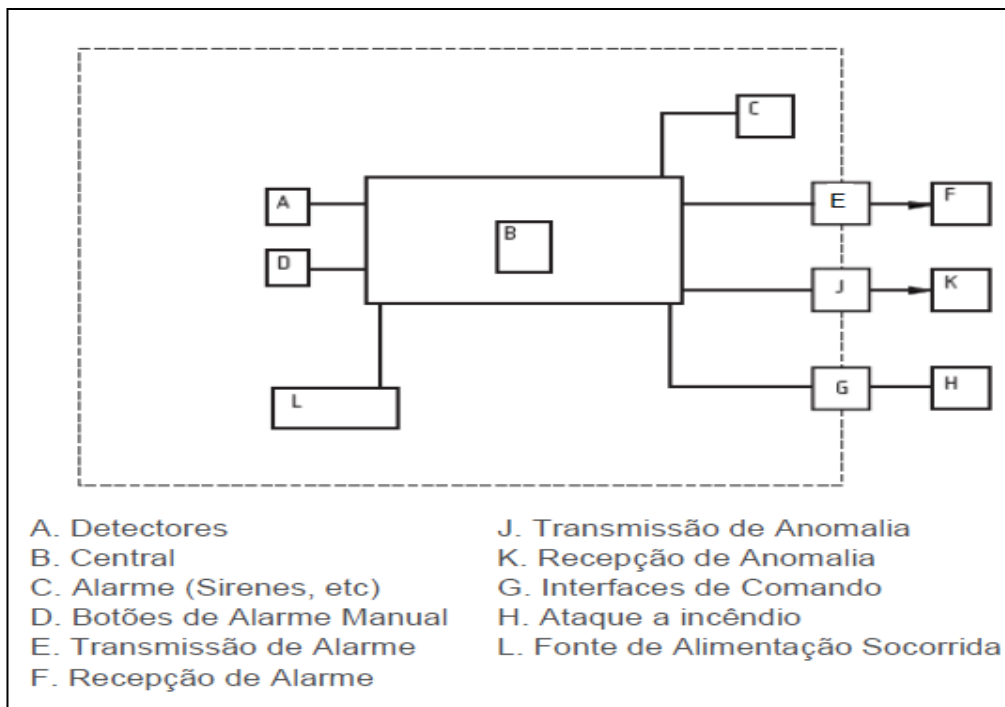 C
A
E
F
B
D
J
K
L
G
H
A. Detectores
B. Central
C. Alarme (Sirenes, etc)
D. Botões de Alarme Manual
E. Transmissão de Alarme
F. Recepção de Alarme
J. Transmissão de Anomalia
K. Recepção de Anomalia
G. Interfaces de Comando
H. Ataque a incêndio
L. Fonte de Alimentação Socorrida